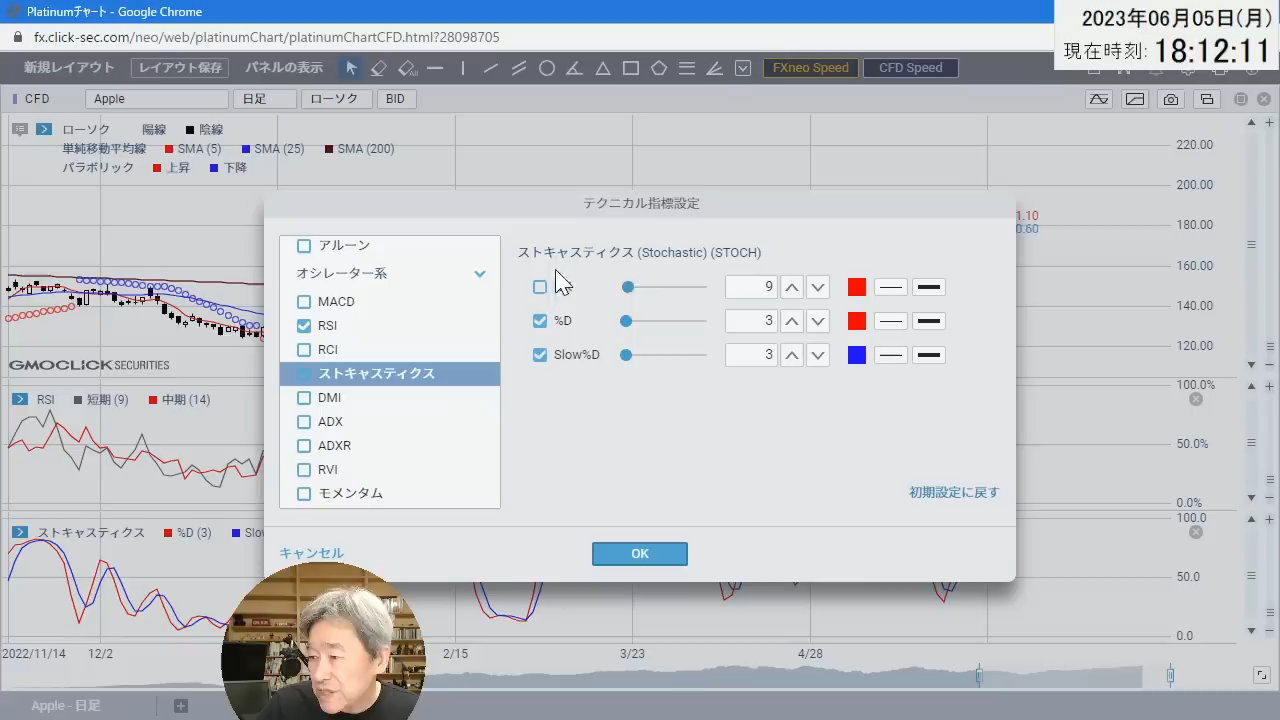 Platinumチャート - Google Chrome
2023年06月05日(月)
現在時刻: 18:12:11
fx.click-sec.com/neo/web/platinumChart/platinumChartCFD.html?28098705
新規レイアウト レイアウト保存 パネルの表示 FXneo Speed CFD Speed
CFD Apple 日足 ローソク BID
ローソク 陽線 陰線
単純移動平均線 SMA (5) SMA (25) SMA (200)
パラボリック 上昇 下降
220.00
200.00
180.00
160.00
140.00
120.00
1.10
0.60
テクニカル指標設定
アルーン
オシレーター系
MACD
RSI
RCI
ストキャスティクス
DMI
ADX
ADXR
RVI
モメンタム
ストキャスティクス (Stochastic) (STOCH)
9
%D 3
Slow%D 3
初期設定に戻す
キャンセル OK
GMOCLICK SECURITIES
RSI 短期 (9) 中期 (14)
100.0%
50.0%
0.0%
ストキャスティクス %D (3) Slow
100.0
50.0
0.0
2022/11/14 12/2 2/15 3/23 4/28
Apple - 日足